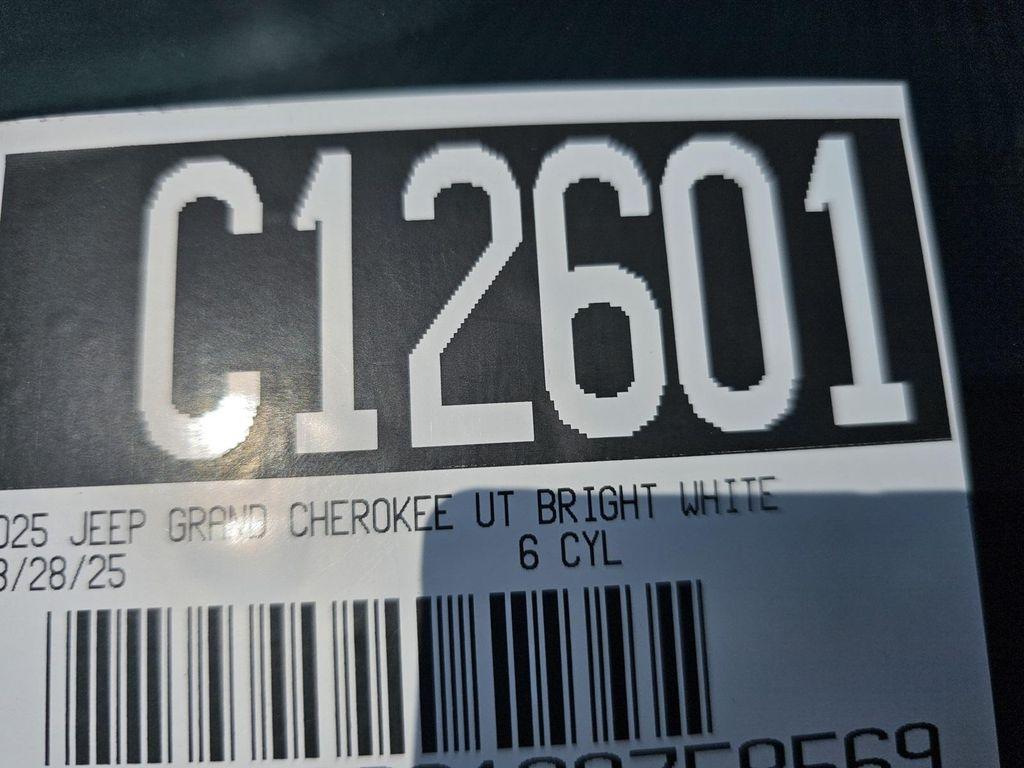 C12601
025 JEEP GRAND CHEROKEE UT BRIGHT WHITE
3/28/25 6 CYL